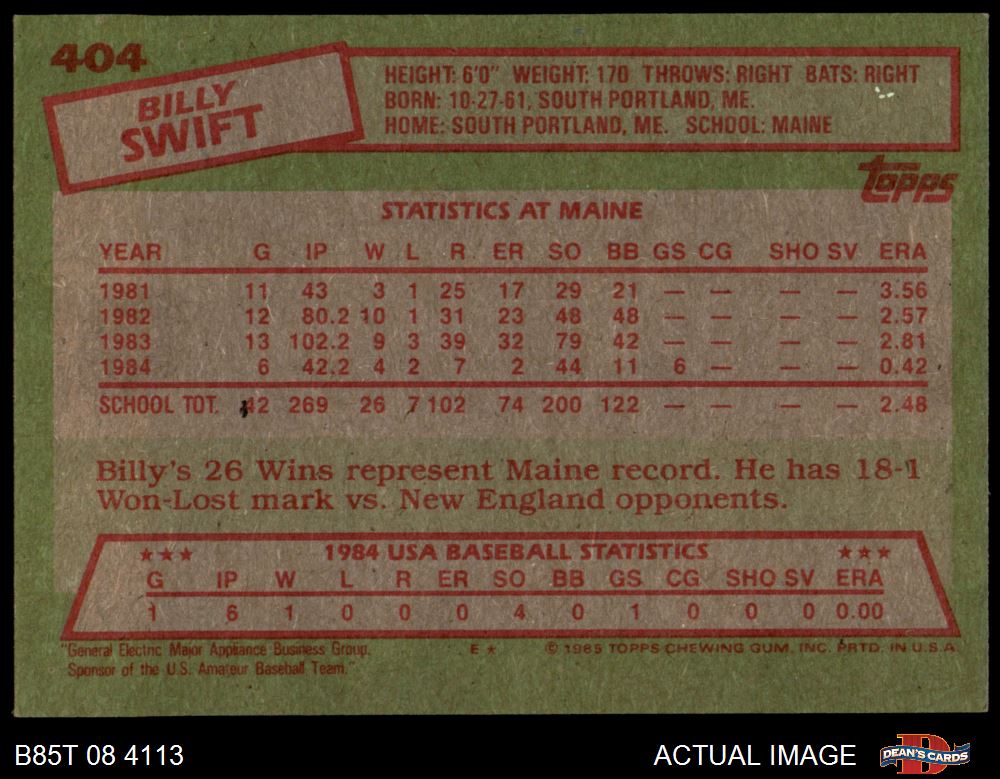 404
BILLY
SWIFT
HEIGHT: 6'0" WEIGHT: 170 THROWS: RIGHT BATS: RIGHT
BORN: 10-27-61, SOUTH PORTLAND, ME.
HOME: SOUTH PORTLAND, ME. SCHOOL: MAINE
topps
STATISTICS AT MAINE
YEAR G IP W L R ER SO BB GS CG SHO SV ERA
1981 11 43 3 1 25 17 29 21 — — — — 3.56
1982 12 80.2 10 1 31 23 48 48 — — — — 2.57
1983 13 102.2 9 3 39 32 79 42 — — — — 2.81
1984 6 42.2 4 2 7 2 44 11 6 — — — 0.42
SCHOOL TOT. 42 269 26 7 102 74 200 122 — — — — 2.48
Billy's 26 Wins represent Maine record. He has 18-1
Won-Lost mark vs. New England opponents.
★★★ 1984 USA BASEBALL STATISTICS ★★★
G IP W L R ER SO BB GS CG SHO SV ERA
1 6 1 0 0 0 4 0 1 0 0 0 0.00
"General Electric Major Appliance Business Group, E★ © 1985 TOPPS CHEWING GUM, INC. PRTD. IN U.S.A.
Sponsor of the U.S. Amateur Baseball Team."
B85T 08 4113 ACTUAL IMAGE D DEAN'S CARDS